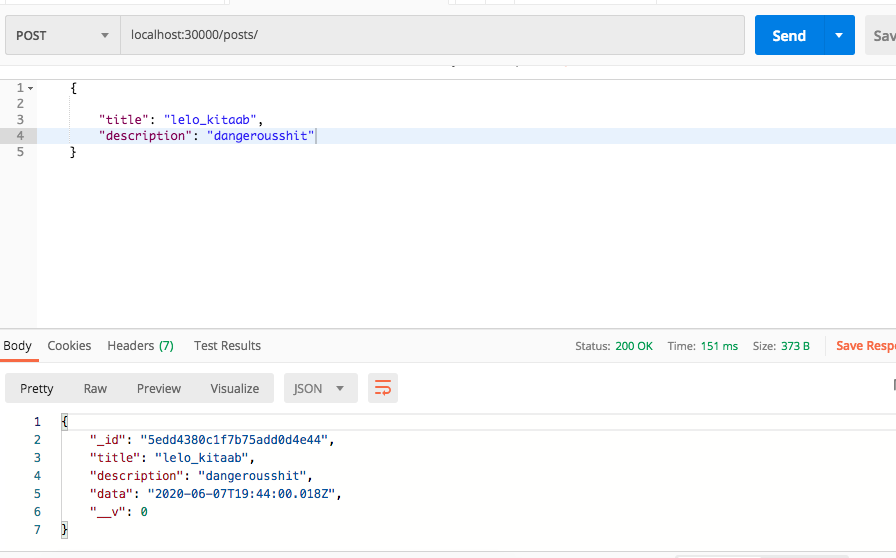 POST localhost:30000/posts/ Send
1 {
2
3 "title": "lelo_kitaab",
4 "description": "dangerousshit"
5 }
Body Cookies Headers (7) Test Results Status: 200 OK Time: 151 ms Size: 373 B Save
Pretty Raw Preview Visualize JSON
1 {
2 "_id": "5edd4380c1f7b75add0d4e44",
3 "title": "lelo_kitaab",
4 "description": "dangerousshit",
5 "data": "2020-06-07T19:44:00.018Z",
6 "__v": 0
7 }